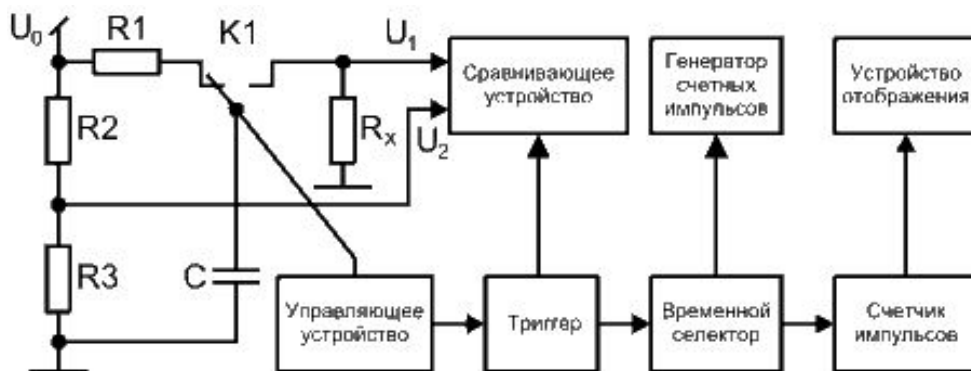 U0
R1
K1
U1
Сравнивающее
устройство
Генератор
счетных
импульсов
Устройство
отображения
R2
Rx
U2
R3
C
Управляющее
устройство
Триггер
Временной
селектор
Счетчик
импульсов